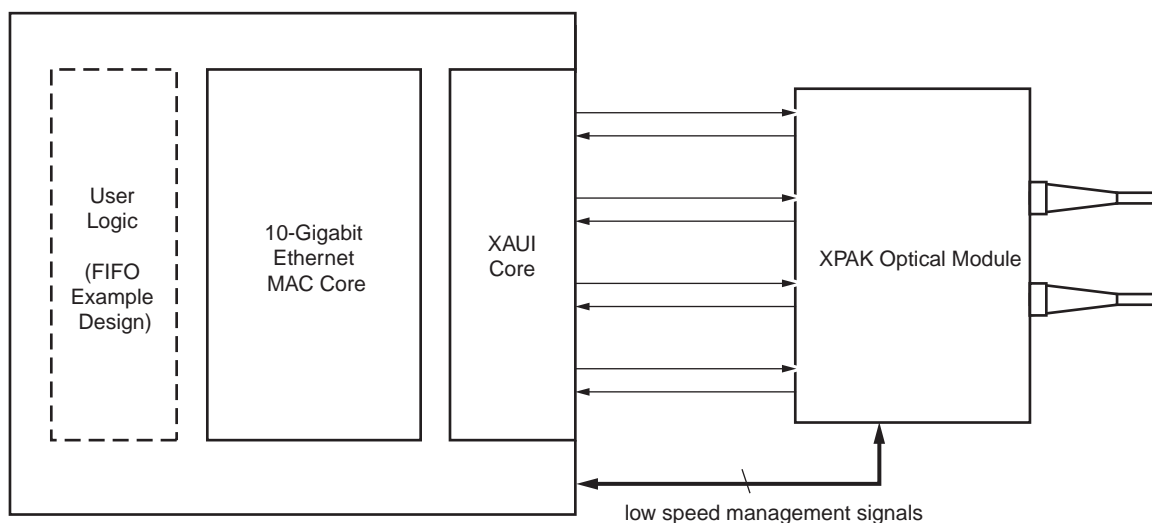 User
Logic
(FIFO
Example
Design)
10-Gigabit
Ethernet
MAC Core
XAUI
Core
XPAK Optical Module
low speed management signals